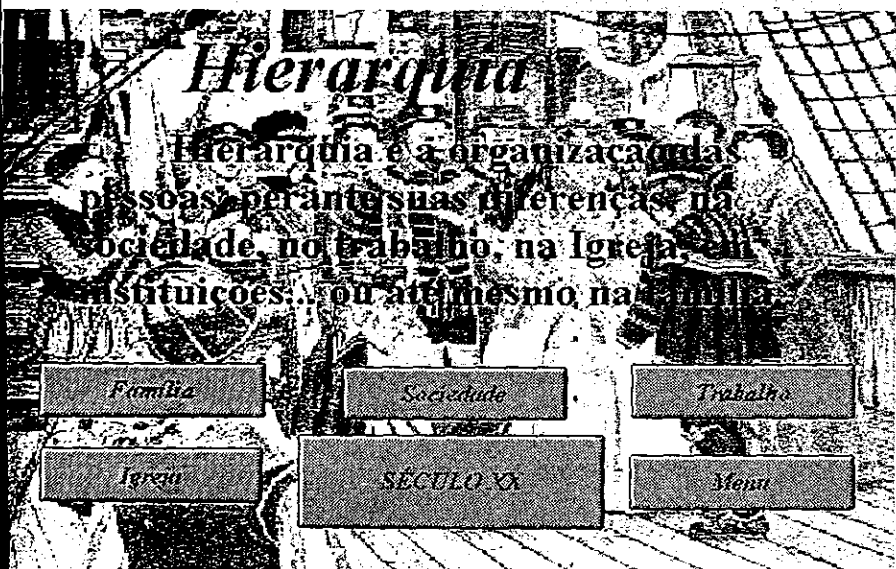 Hierarquia
Hierarquia é a organização das
pessoas, perante suas diferenças, na
sociedade, no trabalho, na Igreja, em
instituições... ou até mesmo na família.
Família
Sociedade
Trabalho
Igreja
SÉCULO XX
Menu